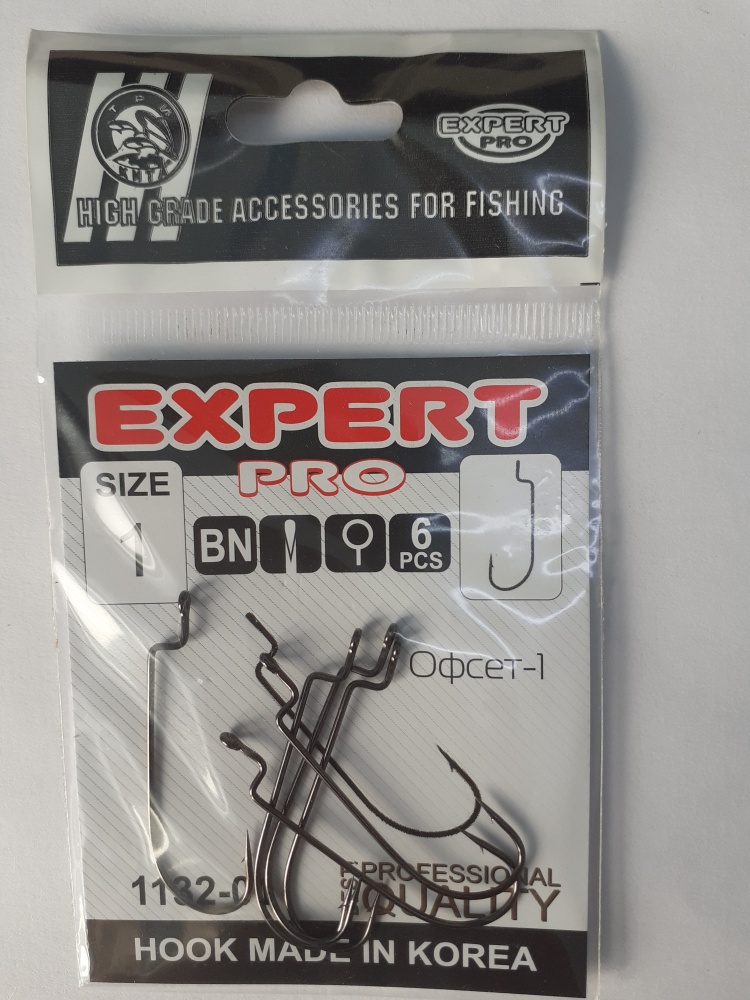 EXPERT
PRO
HIGH GRADE ACCESSORIES FOR FISHING
EXPERT
PRO
SIZE
1
BN
6
PCS
Офсет-1
PROFESSIONAL
QUALITY
HOOK MADE IN KOREA